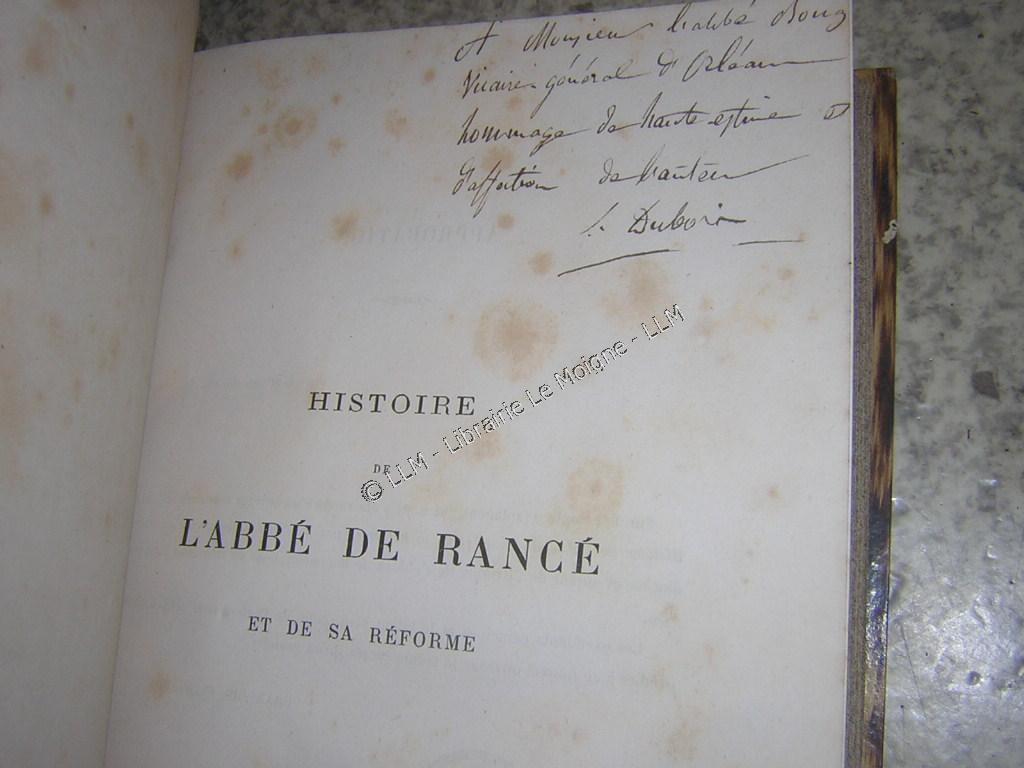 A Monsieur l'abbé Boug
Vicaire général d'Orléans
hommage de haute estime et
d'affection de l'auteur
L. Dubois
HISTOIRE
DE
L'ABBÉ DE RANCÉ
ET DE SA RÉFORME
© LLM - Librairie Le Moigne - LLM